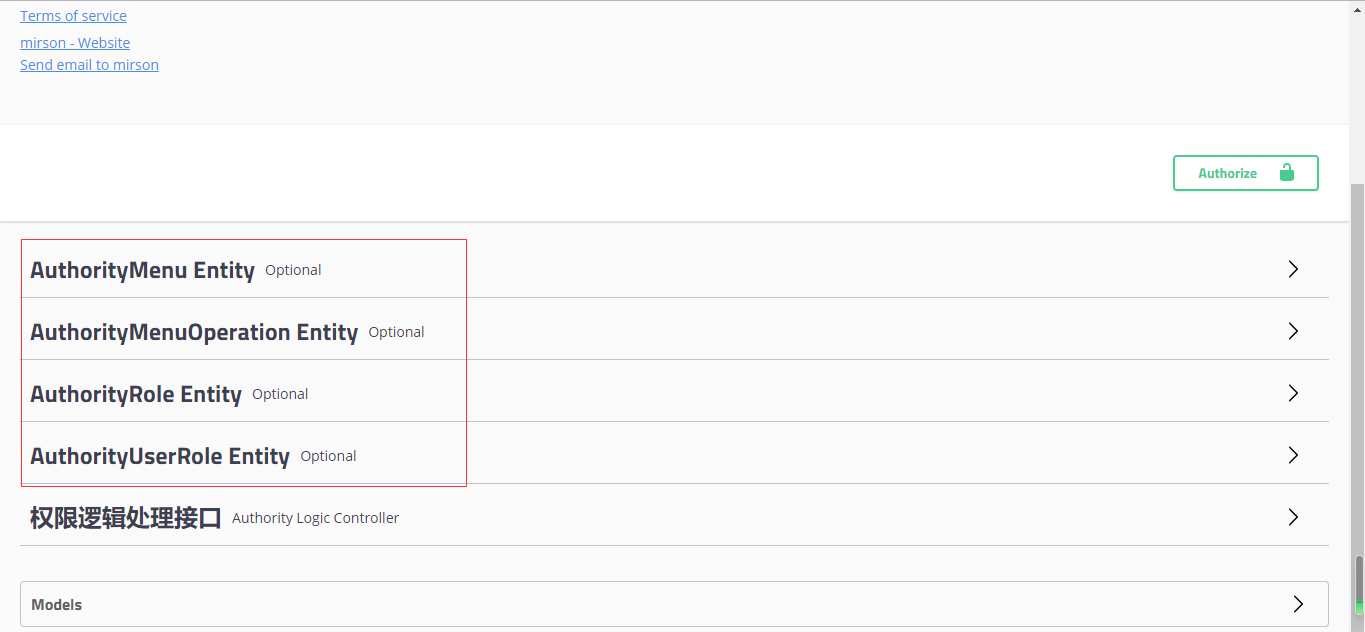 Terms of service
mirson - Website
Send email to mirson
Authorize
AuthorityMenu Entity Optional
AuthorityMenuOperation Entity Optional
AuthorityRole Entity Optional
AuthorityUserRole Entity Optional
权限逻辑处理接口 Authority Logic Controller
Models